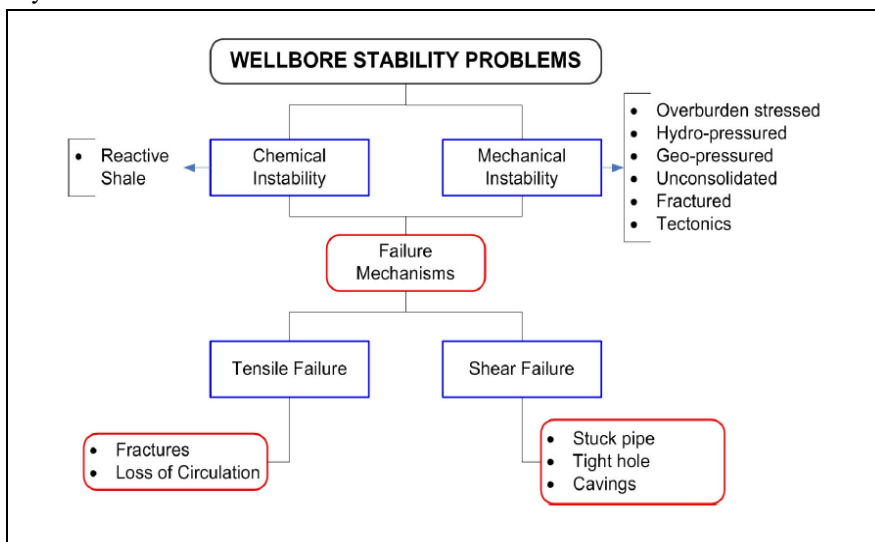 WELLBORE STABILITY PROBLEMS
• Reactive
Shale
Chemical
Instability
Mechanical
Instability
• Overburden stressed
• Hydro-pressured
• Geo-pressured
• Unconsolidated
• Fractured
• Tectonics
Failure
Mechanisms
Tensile Failure
Shear Failure
• Fractures
• Loss of Circulation
• Stuck pipe
• Tight hole
• Cavings